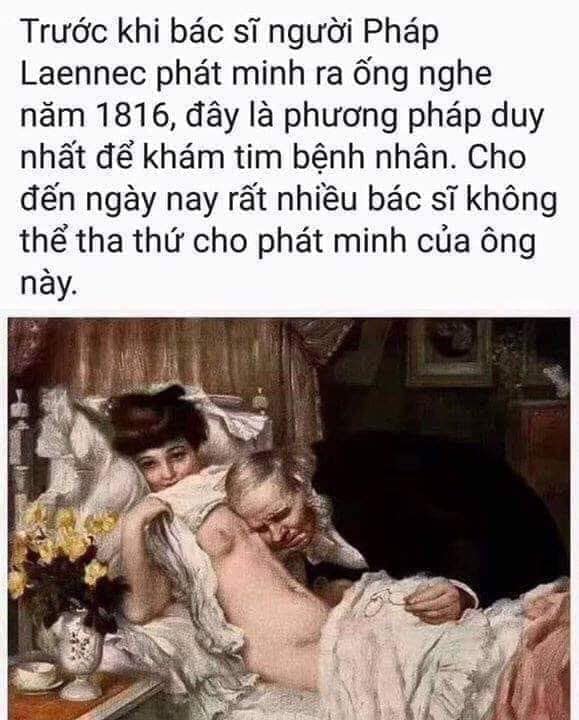 Trước khi bác sĩ người Pháp
Laennec phát minh ra ống nghe
năm 1816, đây là phương pháp duy
nhất để khám tim bệnh nhân. Cho
đến ngày nay rất nhiều bác sĩ không
thể tha thứ cho phát minh của ông
này.